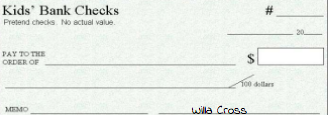 Kids' Bank Checks #
Pretend checks. No actual value.
20
PAY TO THE
ORDER OF $
/100 dollars
MEMO Willa Cross